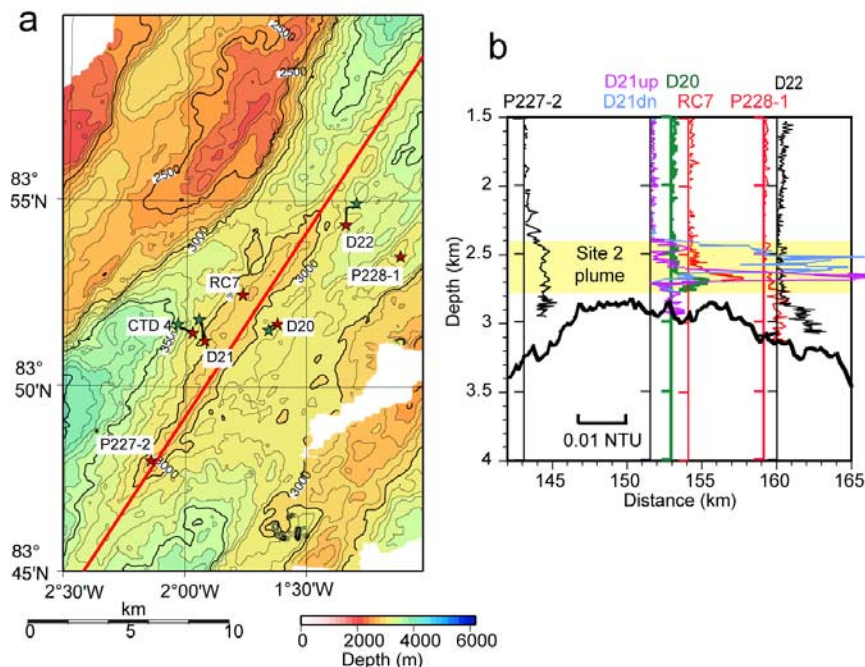 a
2500
2500
83°
55'N
3000
3000
D22
P228-1
RC7
CTD 4
3500
D20
D21
83°
50'N
P227-2
3000
3000
83°
45'N
2°30'W
2°00'W
1°30'W
km
0 5 10
0 2000 4000 6000
Depth (m)
b
D21up D20 D22
P227-2 D21dn RC7 P228-1
1.5
2
2.5
Site 2
plume
3
3.5
0.01 NTU
4
145 150 155 160 165
Depth (km)
Distance (km)